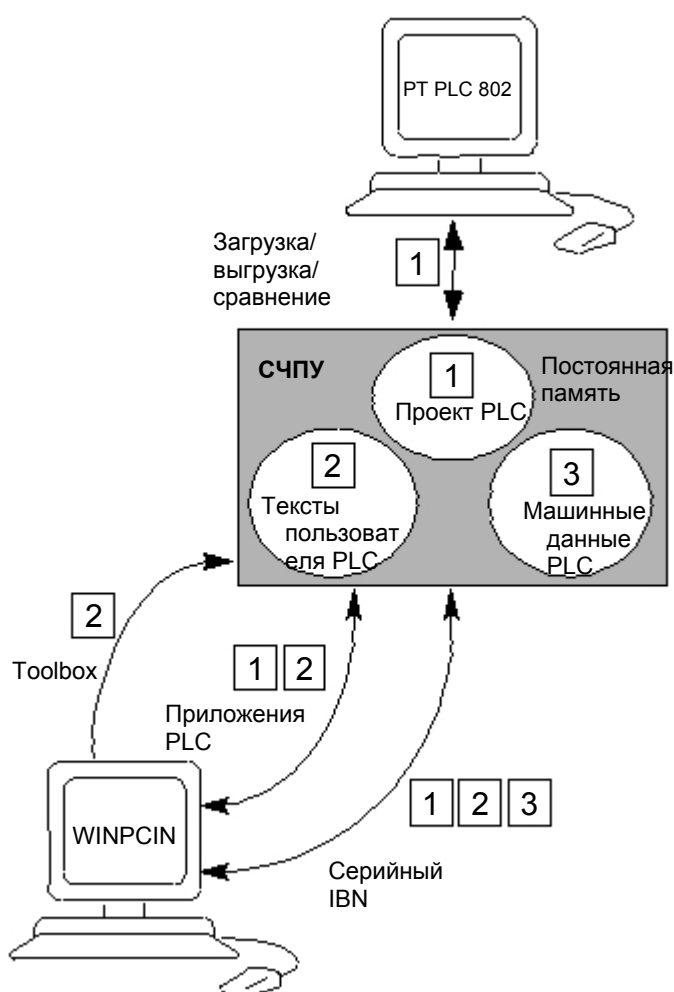 PT PLC 802
Загрузка/
выгрузка/
сравнение
1
СЧПУ
1
Проект PLC
Постоянная
память
2
Тексты
пользоват
еля PLC
3
Машинные
данные
PLC
2
Toolbox
1 2
Приложения
PLC
1 2 3
WINPCIN
Серийный
IBN